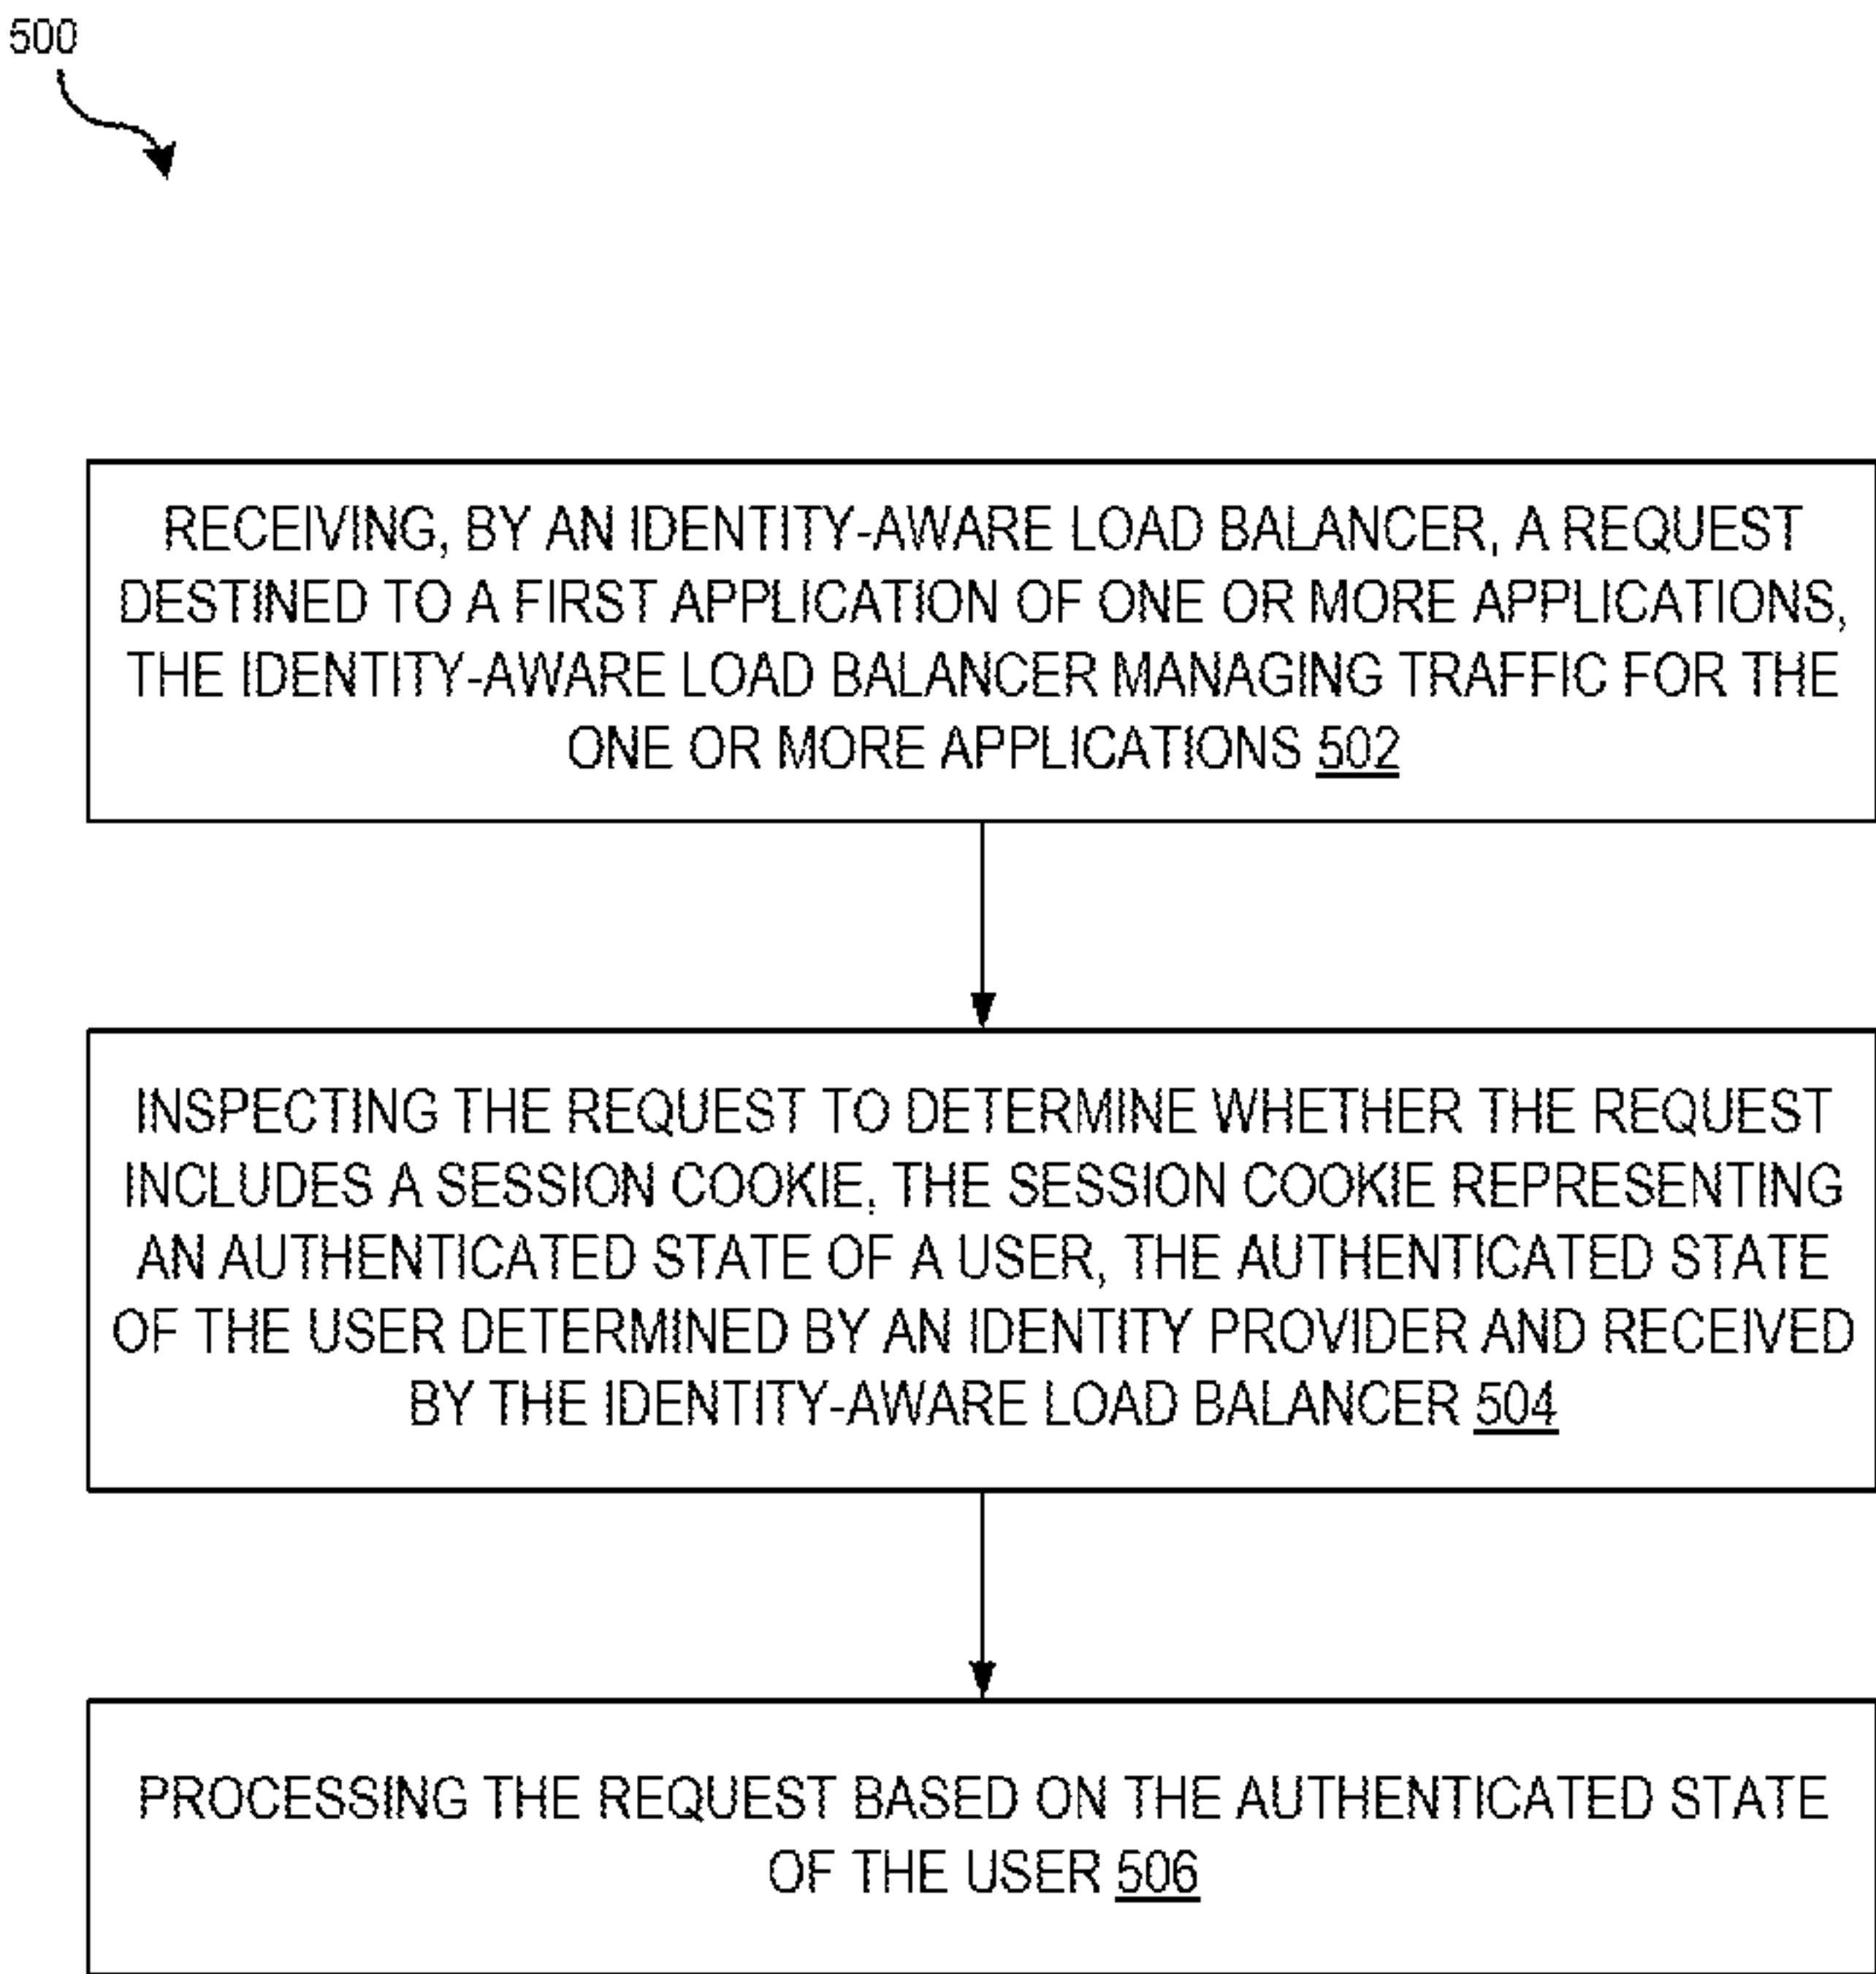 500
RECEIVING, BY AN IDENTITY-AWARE LOAD BALANCER, A REQUEST
DESTINED TO A FIRST APPLICATION OF ONE OR MORE APPLICATIONS,
THE IDENTITY-AWARE LOAD BALANCER MANAGING TRAFFIC FOR THE
ONE OR MORE APPLICATIONS 502
INSPECTING THE REQUEST TO DETERMINE WHETHER THE REQUEST
INCLUDES A SESSION COOKIE, THE SESSION COOKIE REPRESENTING
AN AUTHENTICATED STATE OF A USER, THE AUTHENTICATED STATE
OF THE USER DETERMINED BY AN IDENTITY PROVIDER AND RECEIVED
BY THE IDENTITY-AWARE LOAD BALANCER 504
PROCESSING THE REQUEST BASED ON THE AUTHENTICATED STATE
OF THE USER 506